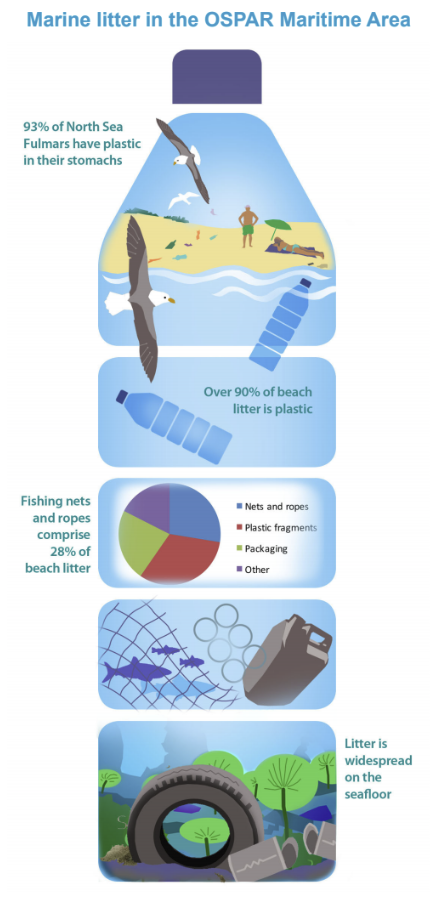 Marine litter in the OSPAR Maritime Area
93% of North Sea
Fulmars have plastic
in their stomachs
Over 90% of beach
litter is plastic
Fishing nets
and ropes
comprise
28% of
beach litter
Nets and ropes
Plastic fragments
Packaging
Other
Litter is
widespread
on the
seafloor